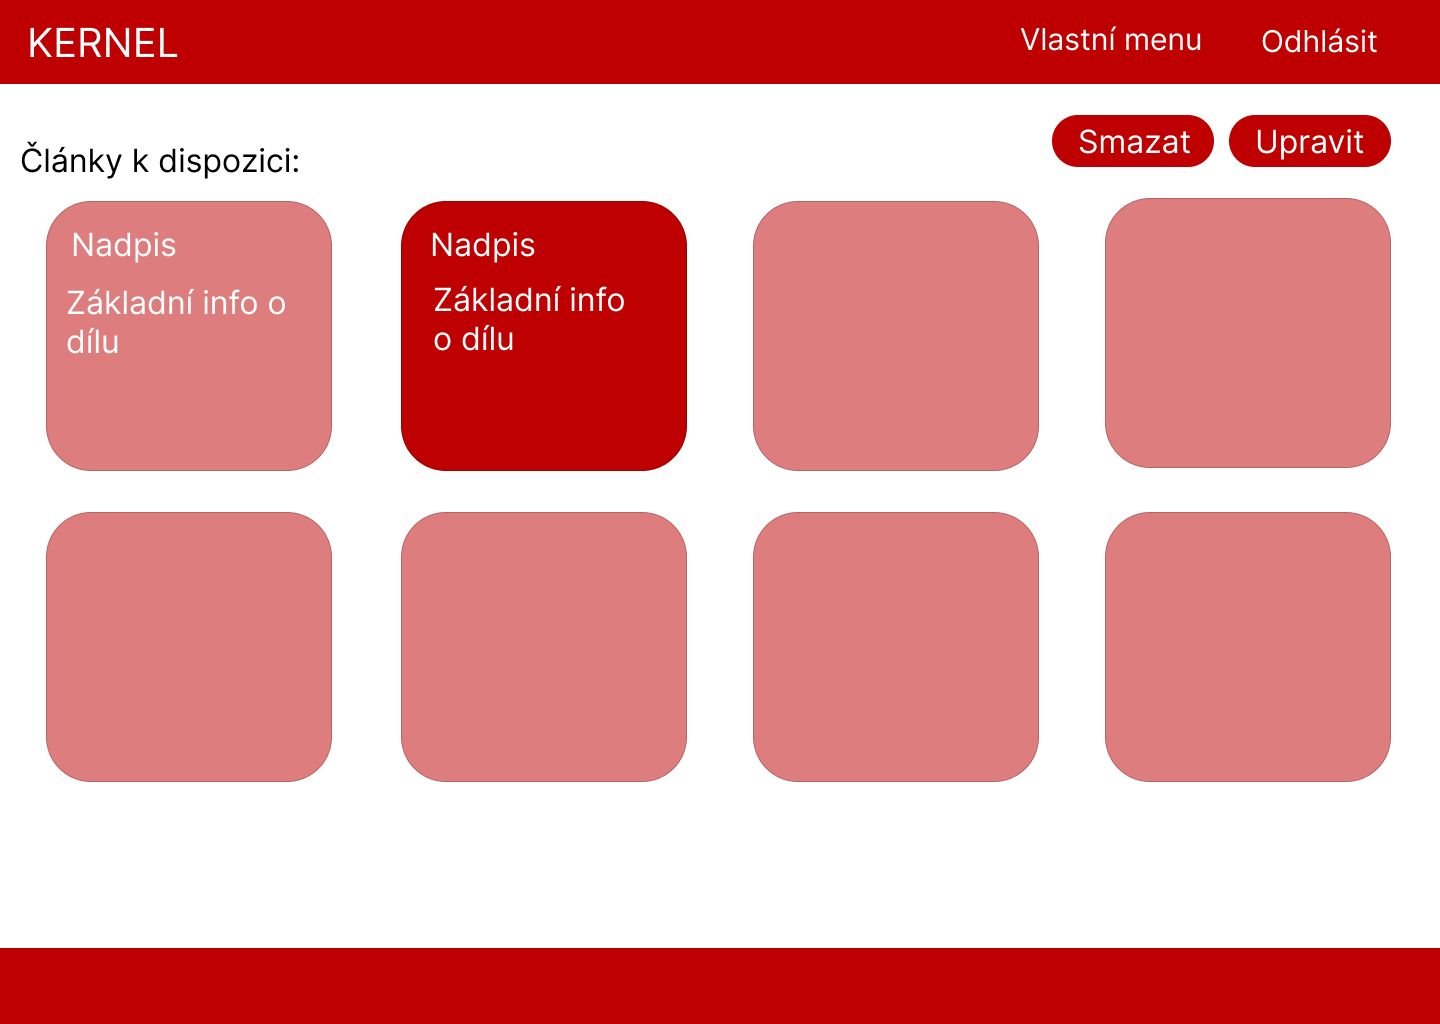 KERNEL
Vlastní menu
Odhlásit
Smazat
Upravit
Články k dispozici:
Nadpis
Základní info o
dílu
Nadpis
Základní info
o dílu